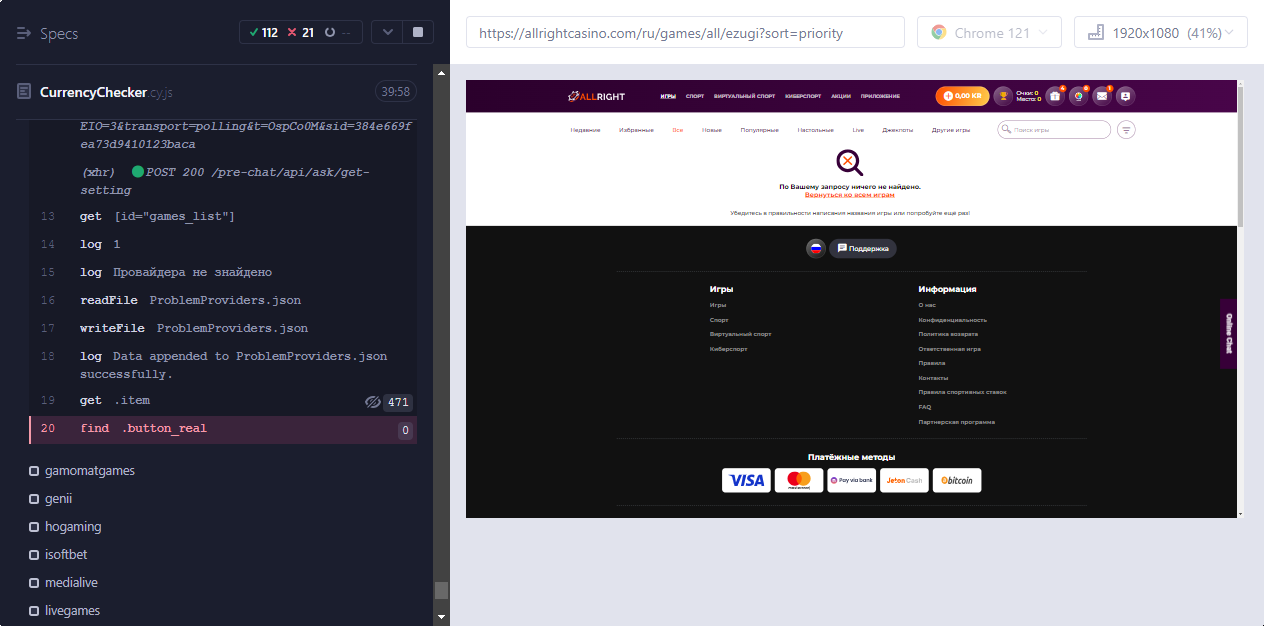 Specs
112
21
--
CurrencyChecker.cy.js
39:58
EIO=3&transport=polling&t=OspCo0M&sid=384e669f
ea73d9410123baca
(xhr) POST 200 /pre-chat/api/ask/get-
setting
13 get [id="games_list"]
14 log 1
15 log Провайдера не знайдено
16 readFile ProblemProviders.json
17 writeFile ProblemProviders.json
18 log Data appended to ProblemProviders.json
successfully.
19 get .item 471
20 find .button_real 0
gamomatgames
genii
hogaming
isoftbet
medialive
livegames
https://allrightcasino.com/ru/games/all/ezugi?sort=priority
Chrome 121
1920x1080 (41%)
ALLRIGHT
ИГРЫ СПОРТ ВИРТУАЛЬНЫЙ СПОРТ КИБЕРСПОРТ АКЦИИ ПРИЛОЖЕНИЕ
0,00 KR
Очки: 0
Место: 0
Недавние Избранные Все Новые Популярные Настольные Live Джекпоты Другие игры
Поиск игры
По Вашему запросу ничего не найдено.
Вернуться ко всем играм
Убедитесь в правильности написания названия игры или попробуйте ещё раз!
Поддержка
Игры
Игры
Спорт
Виртуальный спорт
Киберспорт
Информация
О нас
Конфиденциальность
Политика возврата
Ответственная игра
Правила
Контакты
Правила спортивных ставок
FAQ
Партнерская программа
Online Chat
Платёжные методы
VISA
Pay via bank
Jeton Cash
bitcoin